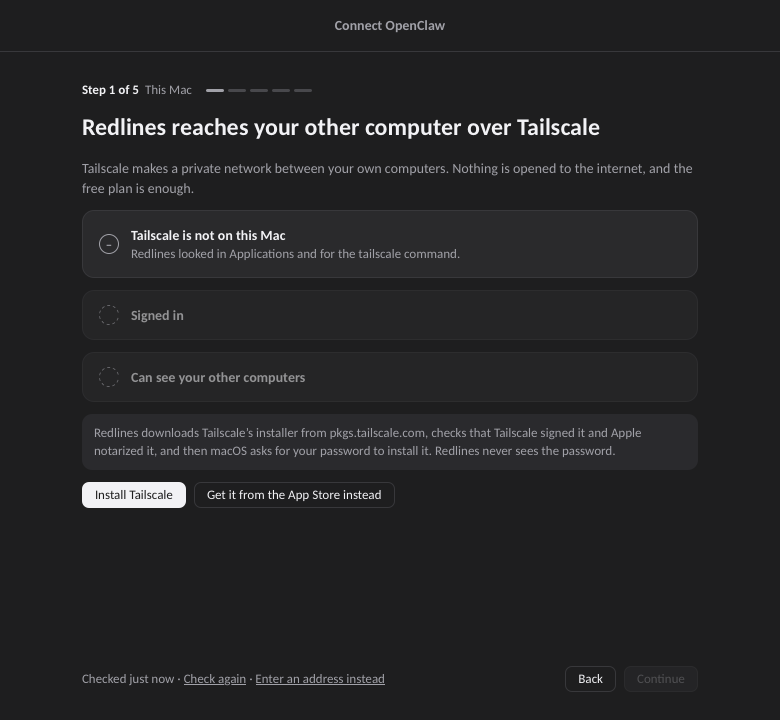 Connect OpenClaw
Step 1 of 5 This Mac
Redlines reaches your other computer over Tailscale
Tailscale makes a private network between your own computers. Nothing is opened to the internet, and the
free plan is enough.
Tailscale is not on this Mac
Redlines looked in Applications and for the tailscale command.
Signed in
Can see your other computers
Redlines downloads Tailscale’s installer from pkgs.tailscale.com, checks that Tailscale signed it and Apple
notarized it, and then macOS asks for your password to install it. Redlines never sees the password.
Install Tailscale Get it from the App Store instead
Checked just now · Check again · Enter an address instead Back Continue